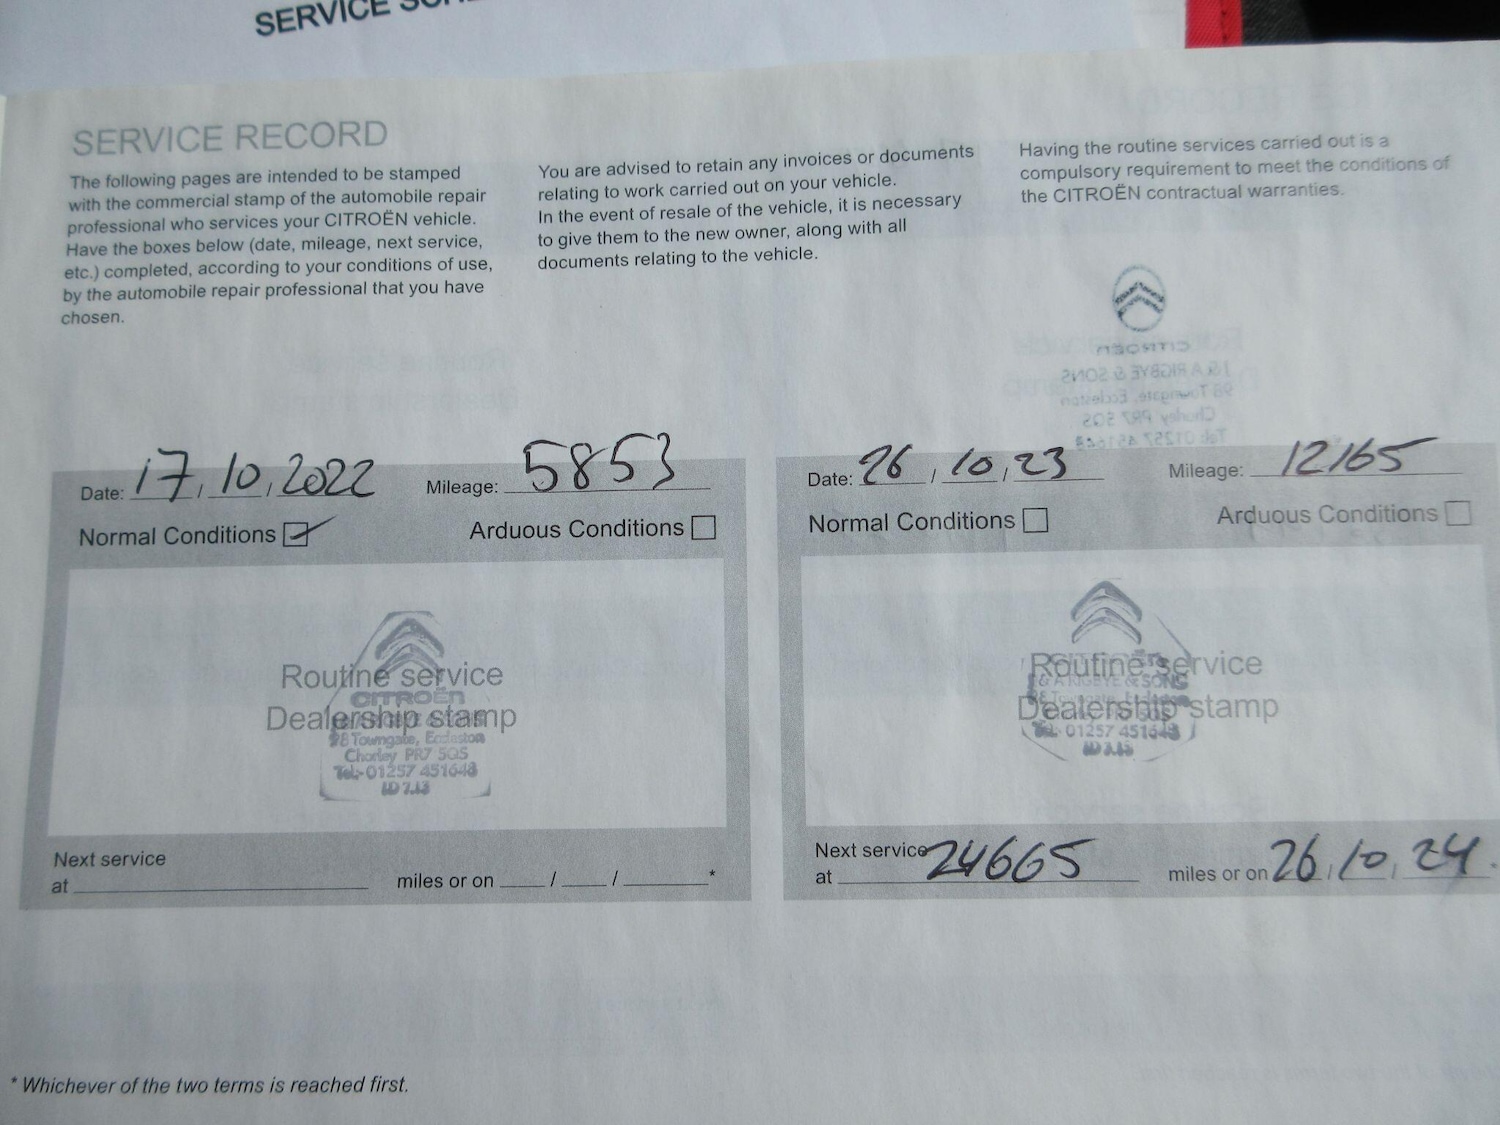 SERVICE
SERVICE RECORD
The following pages are intended to be stamped
with the commercial stamp of the automobile repair
professional who services your CITROËN vehicle.
Have the boxes below (date, mileage, next service,
etc.) completed, according to your conditions of use,
by the automobile repair professional that you have
chosen.
You are advised to retain any invoices or documents
relating to work carried out on your vehicle.
In the event of resale of the vehicle, it is necessary
to give them to the new owner, along with all
documents relating to the vehicle.
Having the routine services carried out is a
compulsory requirement to meet the conditions of
the CITROËN contractual warranties.
Date: 17, 10, 2022 Mileage: 5853
Normal Conditions Arduous Conditions
Routine service
CITROËN
Dealership stamp
98 Towngate, Eccleston
Chorley PR7 5QS
Tel:- 01257 451648
Next service
at miles or on / / *
Date: 26 / 10 / 23 Mileage: 12165
Normal Conditions Arduous Conditions
Routine service
& SONS
Dealership stamp
Tel:- 01257 451648
Next service 24665
at miles or on 26 / 10 / 24 *
* Whichever of the two terms is reached first.